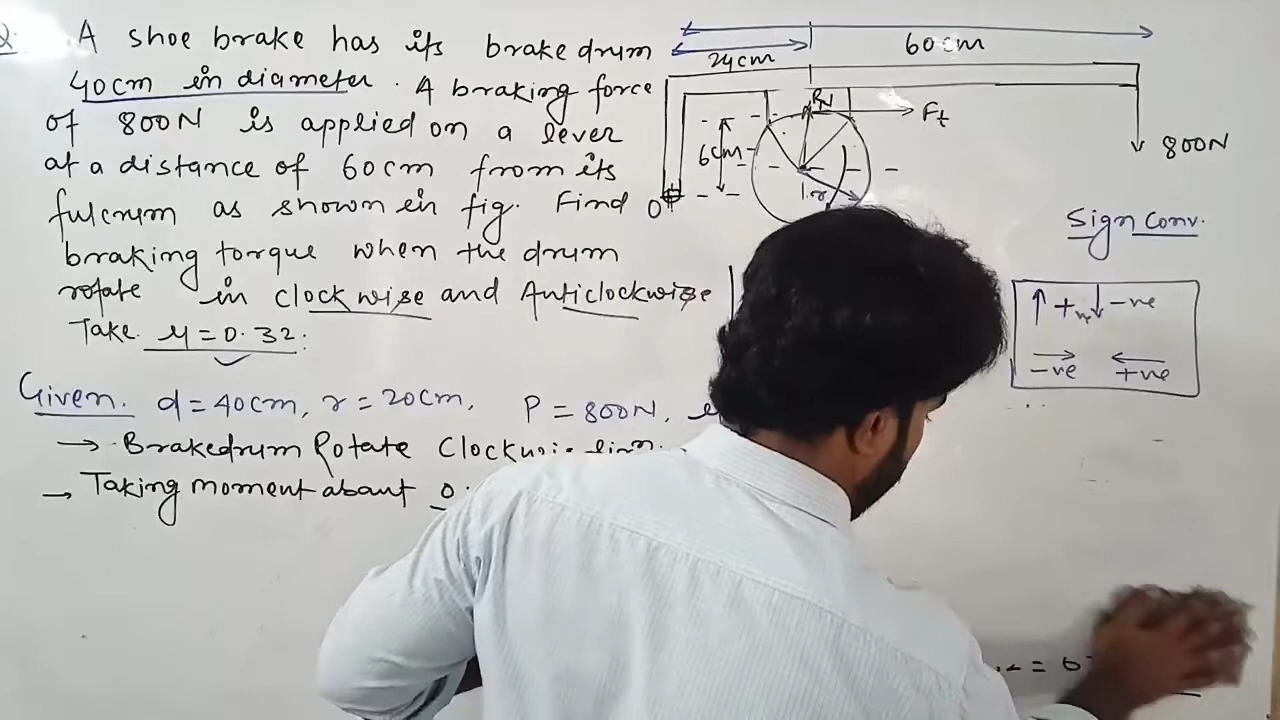 Q. A shoe brake has its brakedrum
40cm in diameter. A braking force
of 800N is applied on a lever
at a distance of 60cm from its
fulcrum as shown in fig. Find
braking torque when the drum
rotate in clockwise and Anticlockwise
Take μ=0.32:
Given. d=40cm, r=20cm, P=800N,
→ Brakedrum Rotate
→ Taking moment about O
60cm
24cm
RN
Ft
6cm
r
O
800N
Sign Conv.
↑ +ve ↓ -ve
→ ←
-ve +ve